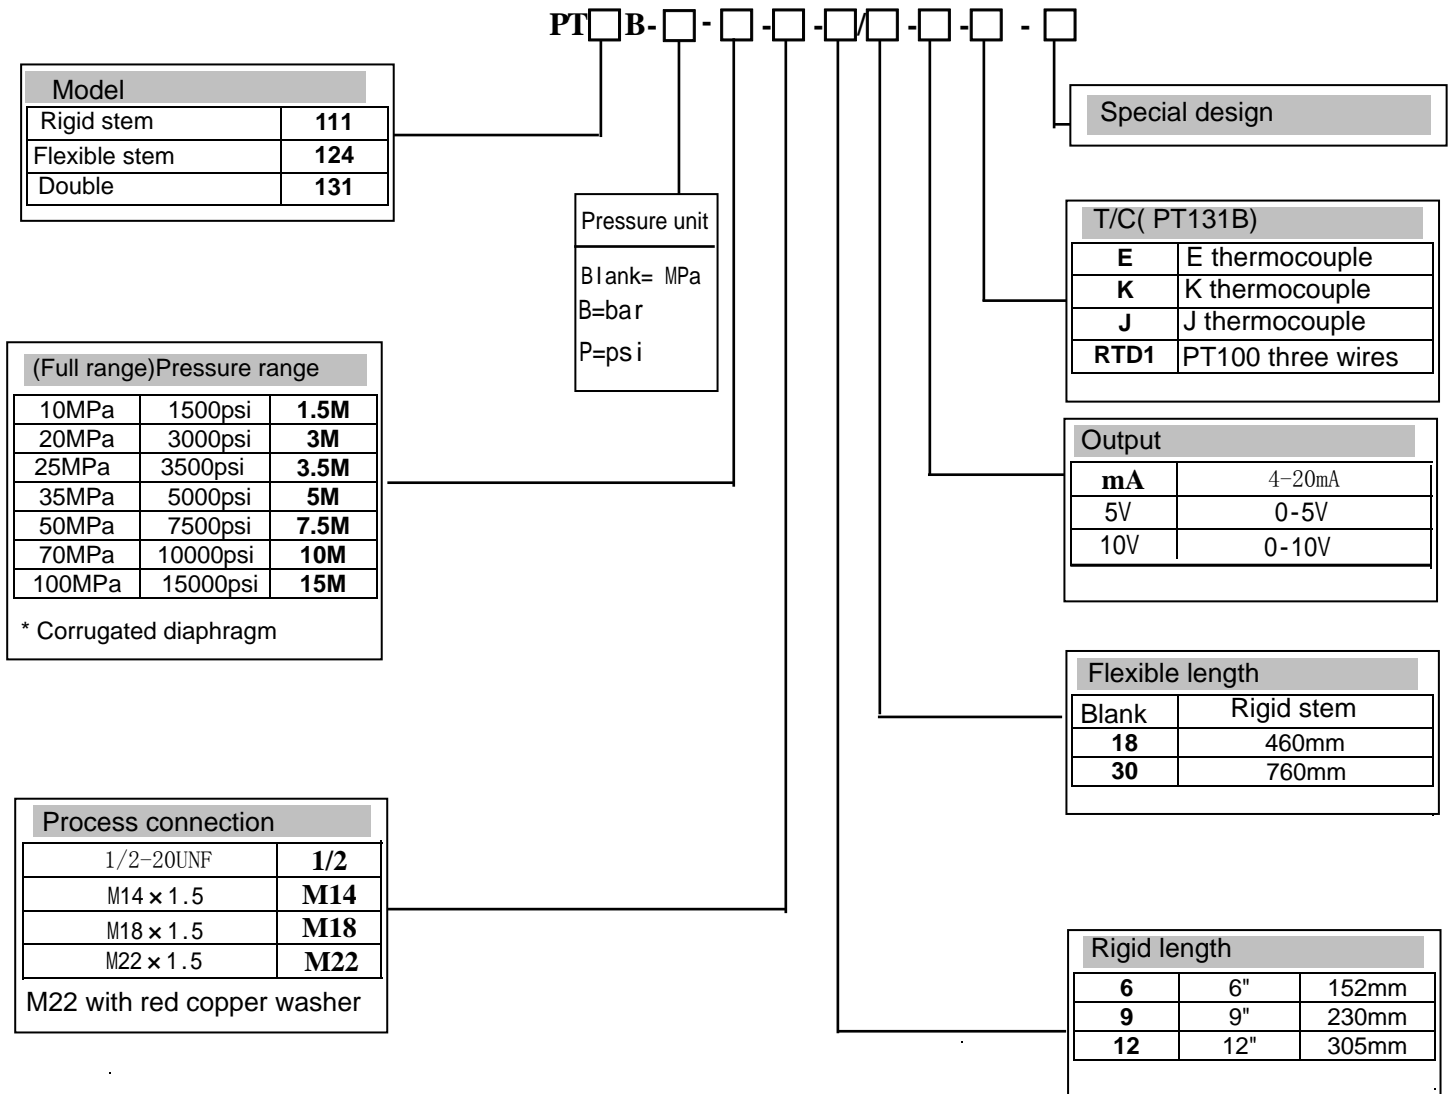 PT□B-□-□-□-□/□-□-□-□
Model
Rigid stem 111
Flexible stem 124
Double 131
Pressure unit
Blank= MPa
B=bar
P=psi
(Full range)Pressure range
10MPa 1500psi 1.5M
20MPa 3000psi 3M
25MPa 3500psi 3.5M
35MPa 5000psi 5M
50MPa 7500psi 7.5M
70MPa 10000psi 10M
100MPa 15000psi 15M
* Corrugated diaphragm
Process connection
1/2-20UNF 1/2
M14×1.5 M14
M18×1.5 M18
M22×1.5 M22
M22 with red copper washer
Special design
T/C( PT131B)
E E thermocouple
K K thermocouple
J J thermocouple
RTD1 PT100 three wires
Output
mA 4-20mA
5V 0-5V
10V 0-10V
Flexible length
Blank Rigid stem
18 460mm
30 760mm
Rigid length
6 6" 152mm
9 9" 230mm
12 12" 305mm